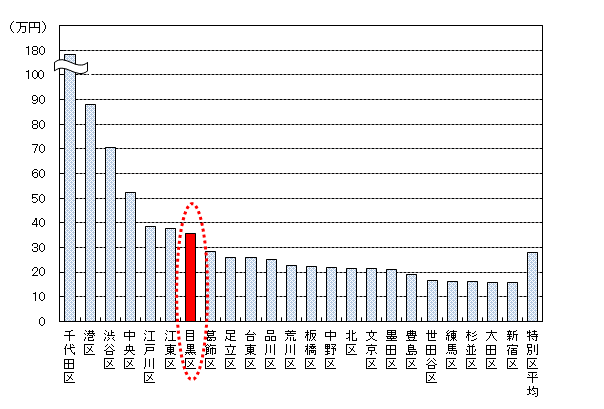 （万円）
180
100
90
80
70
60
50
40
30
20
10
0
千代田区
港区
渋谷区
中央区
江戸川区
江東区
目黒区
葛飾区
足立区
台東区
品川区
荒川区
板橋区
中野区
北区
文京区
墨田区
豊島区
世田谷区
練馬区
杉並区
大田区
新宿区
特別区平均